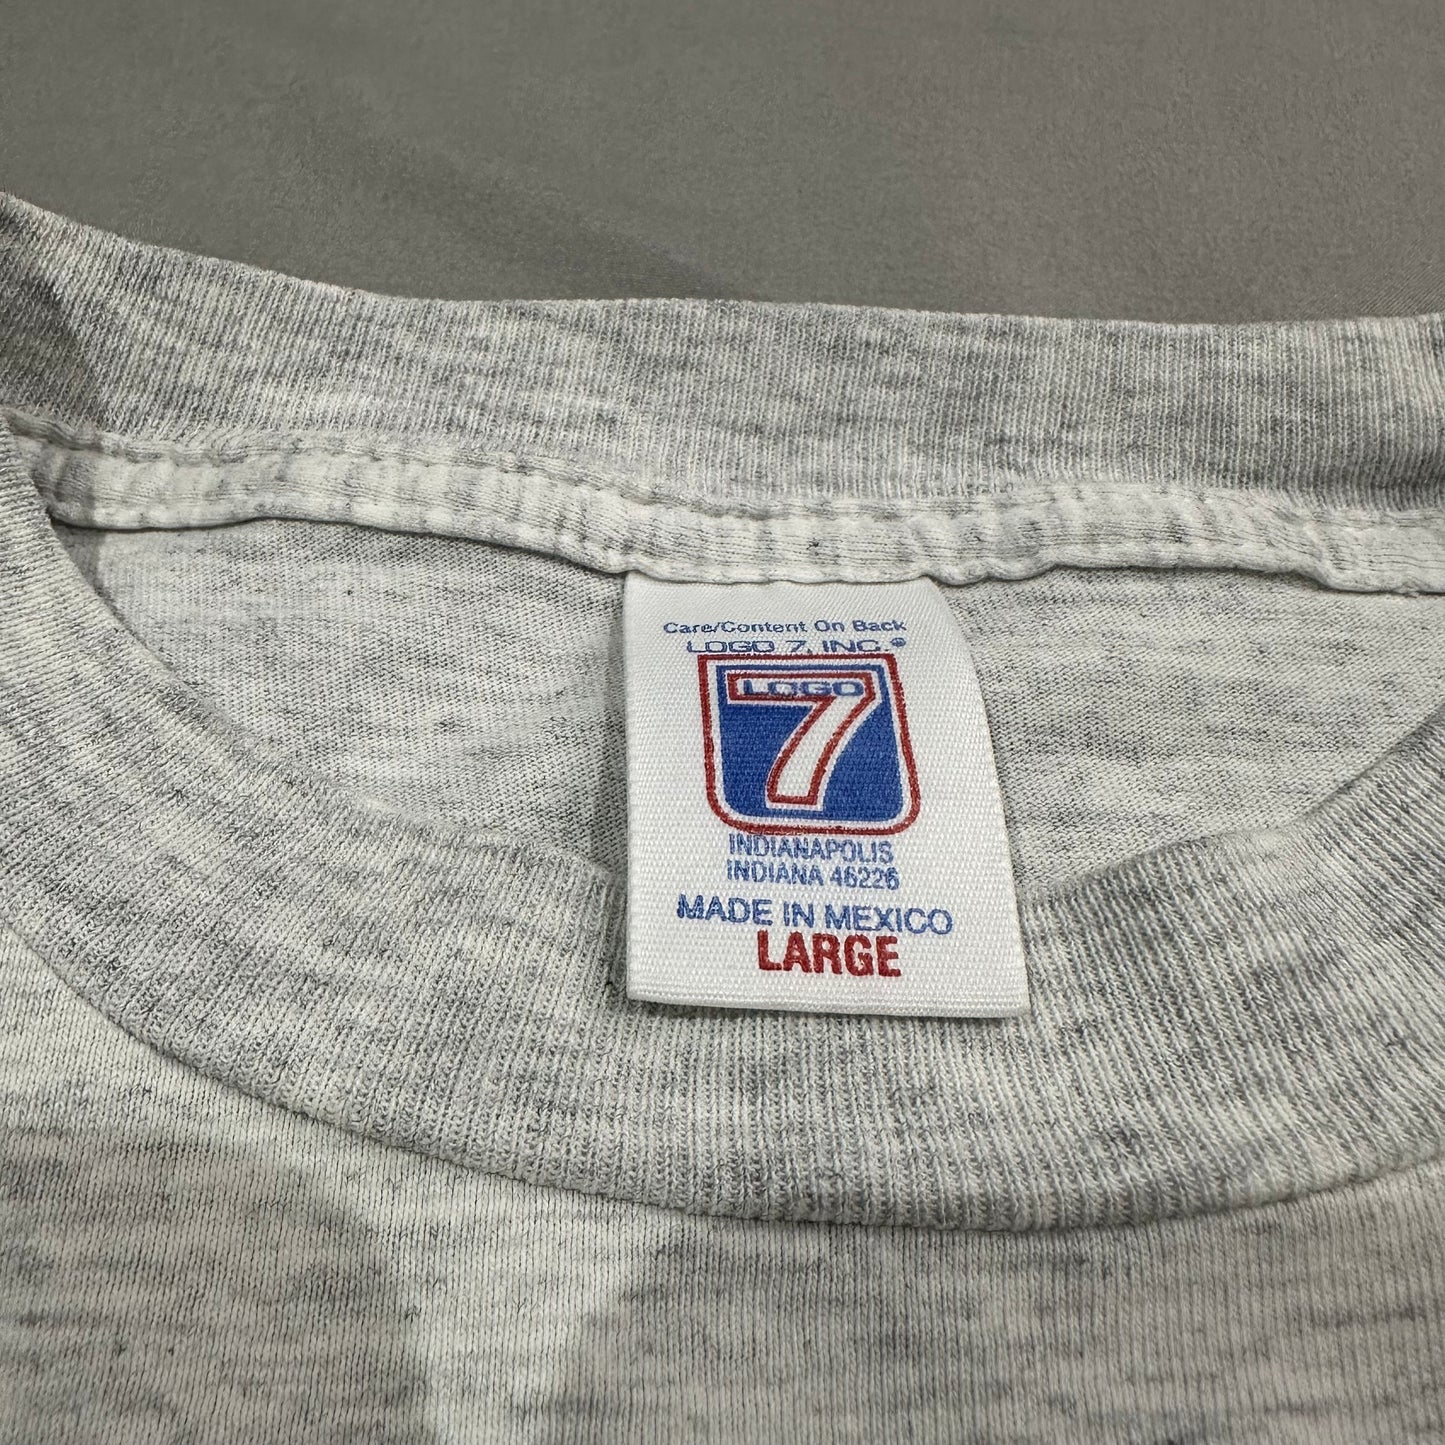 Care/Content On Back
LOGO 7, INC.®
LOGO
7
INDIANAPOLIS
INDIANA 46226
MADE IN MEXICO
LARGE